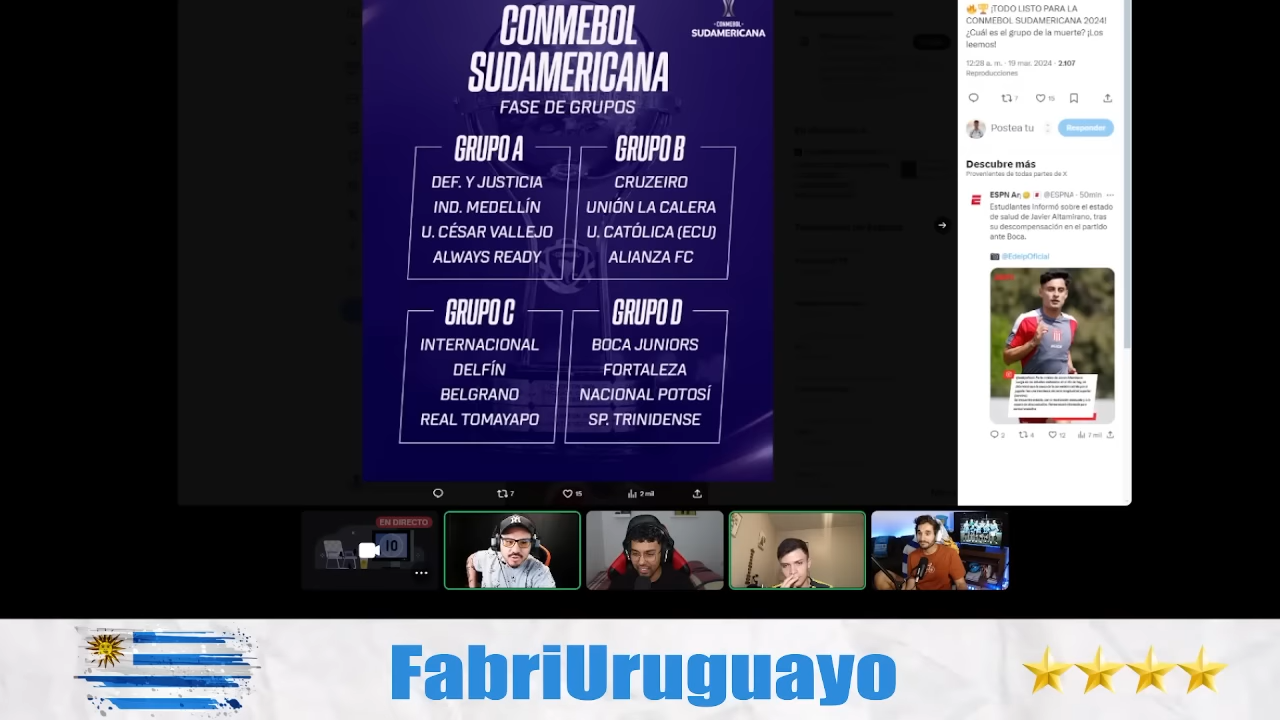 CONMEBOL
SUDAMERICANA
FASE DE GRUPOS
·CONMEBOL·
SUDAMERICANA
GRUPO A
DEF. Y JUSTICIA
IND. MEDELLÍN
U. CÉSAR VALLEJO
ALWAYS READY
GRUPO B
CRUZEIRO
UNIÓN LA CALERA
U. CATÓLICA (ECU)
ALIANZA FC
GRUPO C
INTERNACIONAL
DELFÍN
BELGRANO
REAL TOMAYAPO
GRUPO D
BOCA JUNIORS
FORTALEZA
NACIONAL POTOSÍ
SP. TRINIDENSE
7
15
2 mil
¡TODO LISTO PARA LA
CONMEBOL SUDAMERICANA 2024!
¿Cuál es el grupo de la muerte? ¡Los
leemos!
12:28 a. m. · 19 mar. 2024 · 2.107
Reproducciones
7
15
Postea tu
Responder
Descubre más
Provenientes de todas partes de X
ESPN Ar @ESPNA · 50min
Estudiantes informó sobre el estado
de salud de Javier Altamirano, tras
su descompensación en el partido
ante Boca.
@EdelpOficial
2
4
12
7 mil
EN DIRECTO
10
FabriUruguayo